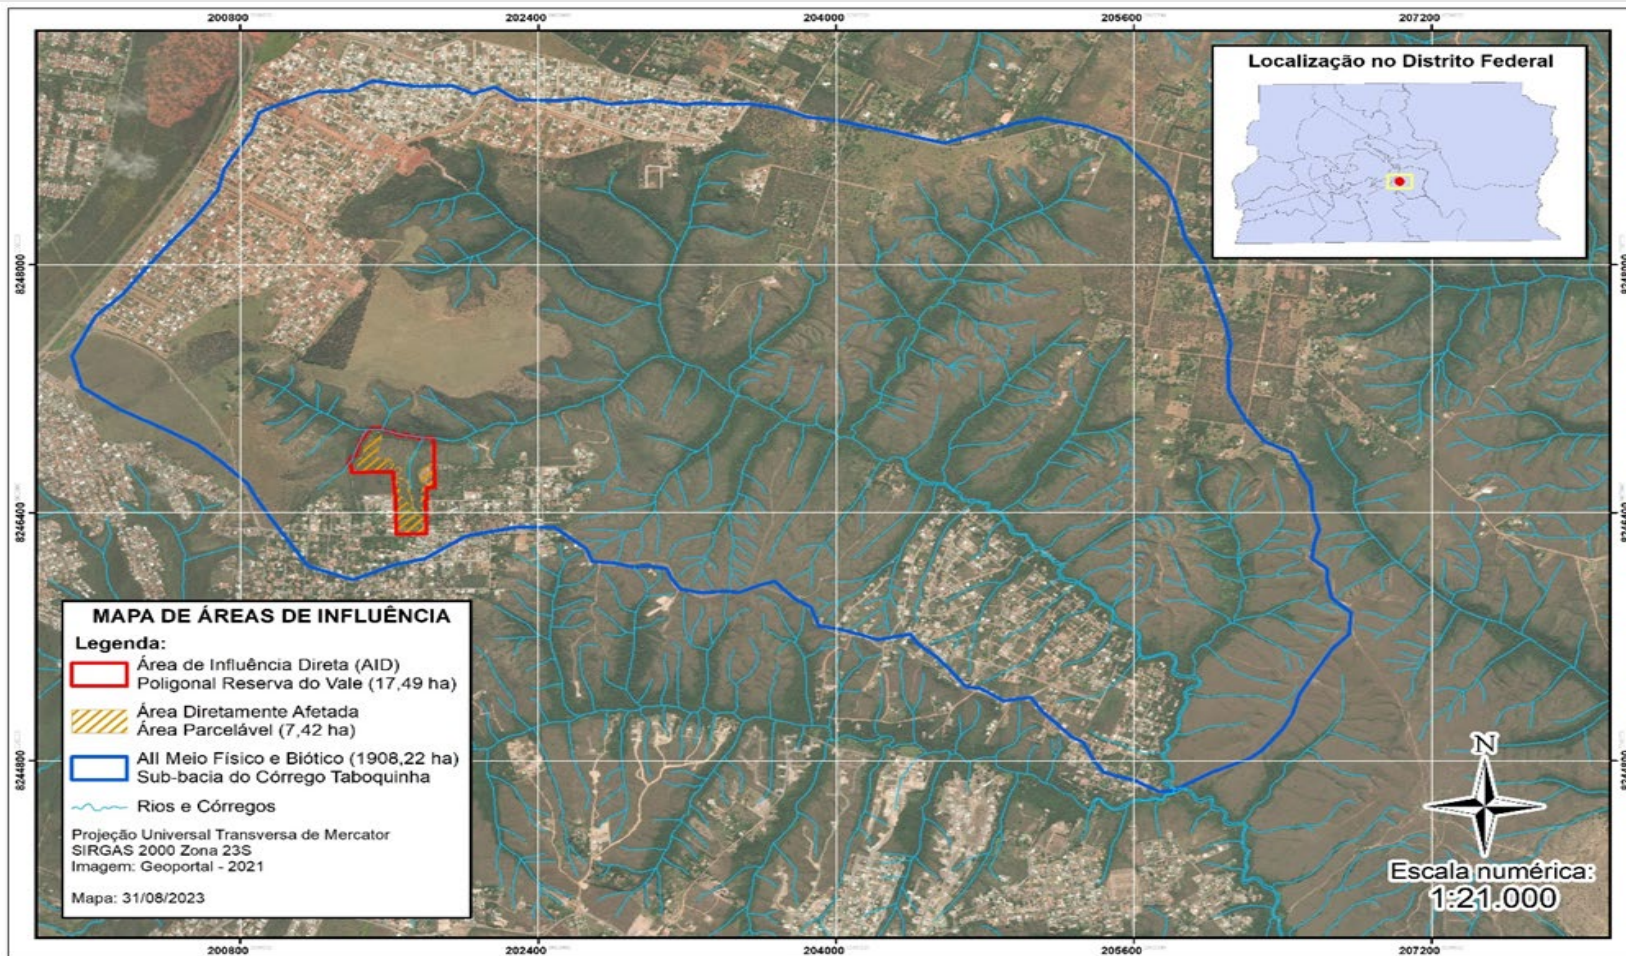 200800 202400 204000 205600 207200
Localização no Distrito Federal
8248000 8248000
8246400 8246400
8244800 8244800
MAPA DE ÁREAS DE INFLUÊNCIA
Legenda:
Área de Influência Direta (AID)
Poligonal Reserva do Vale (17,49 ha)
Área Diretamente Afetada
Área Parcelável (7,42 ha)
AII Meio Físico e Biótico (1908,22 ha)
Sub-bacia do Córrego Taboquinha
Rios e Córregos
Projeção Universal Transversa de Mercator
SIRGAS 2000 Zona 23S
Imagem: Geoportal - 2021
Mapa: 31/08/2023
N
Escala numérica:
1:21.000
200800 202400 204000 205600 207200